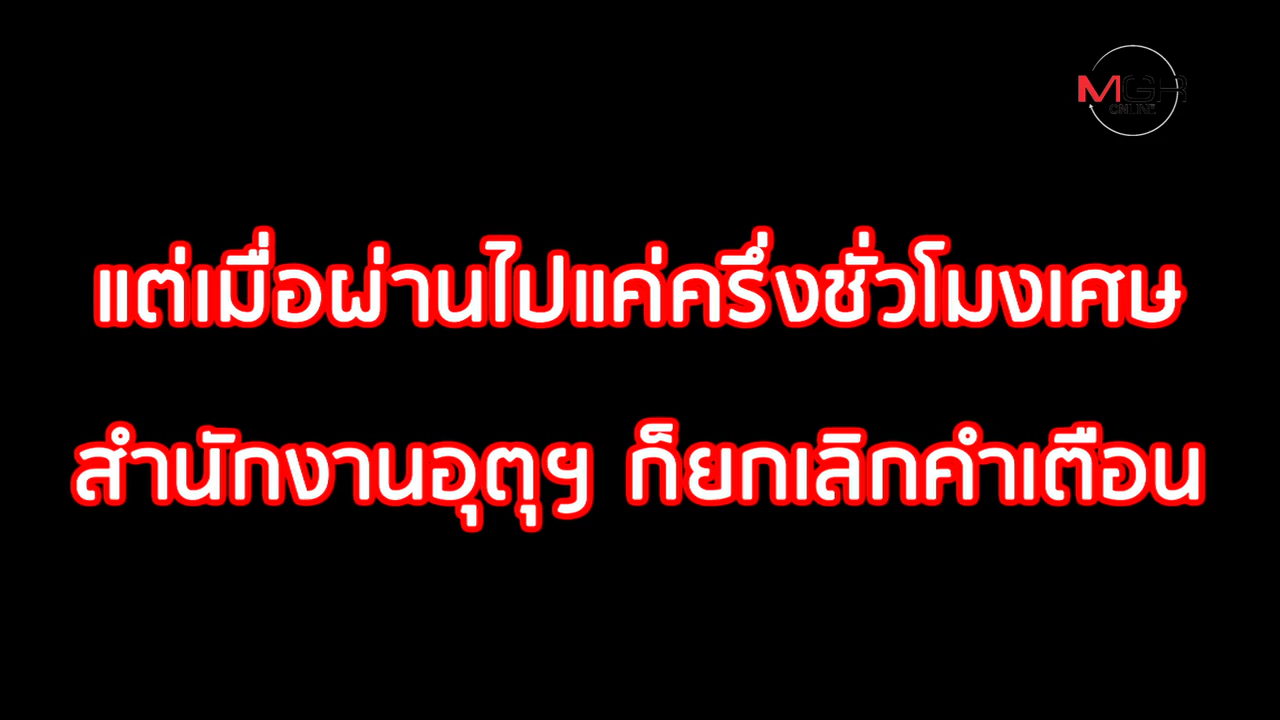 MGR
ONLINE
แต่เมื่อผ่านไปแค่ครึ่งชั่วโมงเศษ
สำนักงานอุตุฯ ก็ยกเลิกคำเตือน